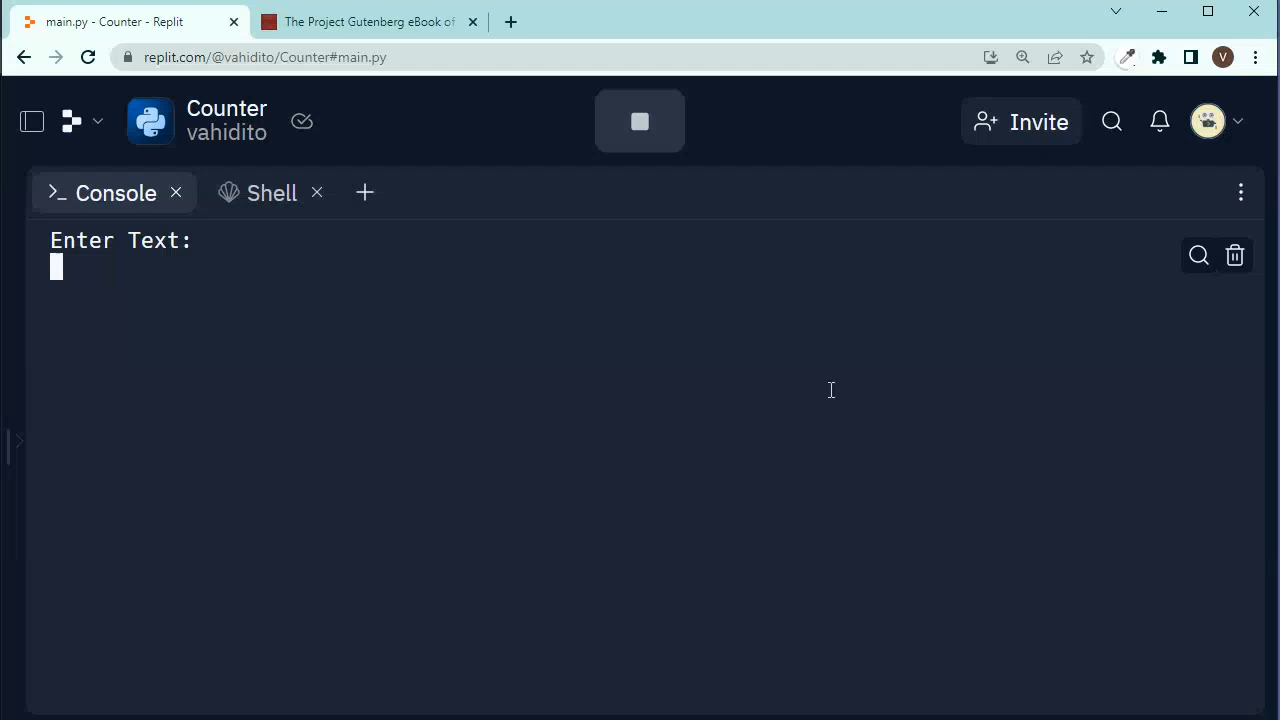 main.py - Counter - Replit
The Project Gutenberg eBook of
replit.com/@vahidito/Counter#main.py
V
Counter
vahidito
Invite
Console
Shell
Enter Text: